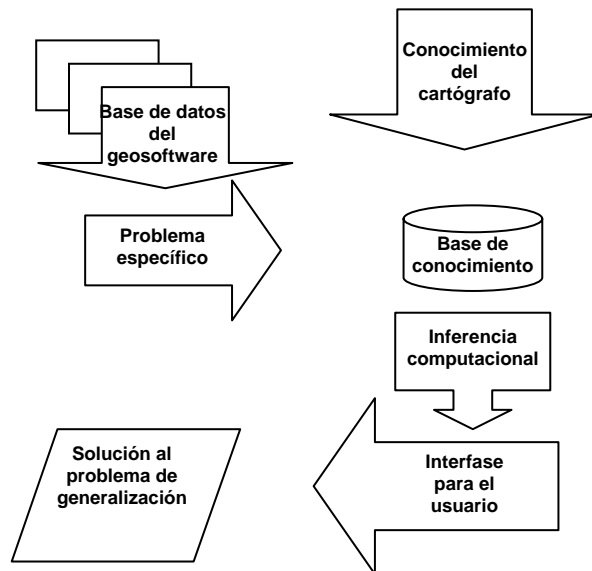 Base de datos
del
geosoftware
Conocimiento
del
cartógrafo
Problema
específico
Base de
conocimiento
Inferencia
computacional
Solución al
problema de
generalización
Interfase
para el
usuario